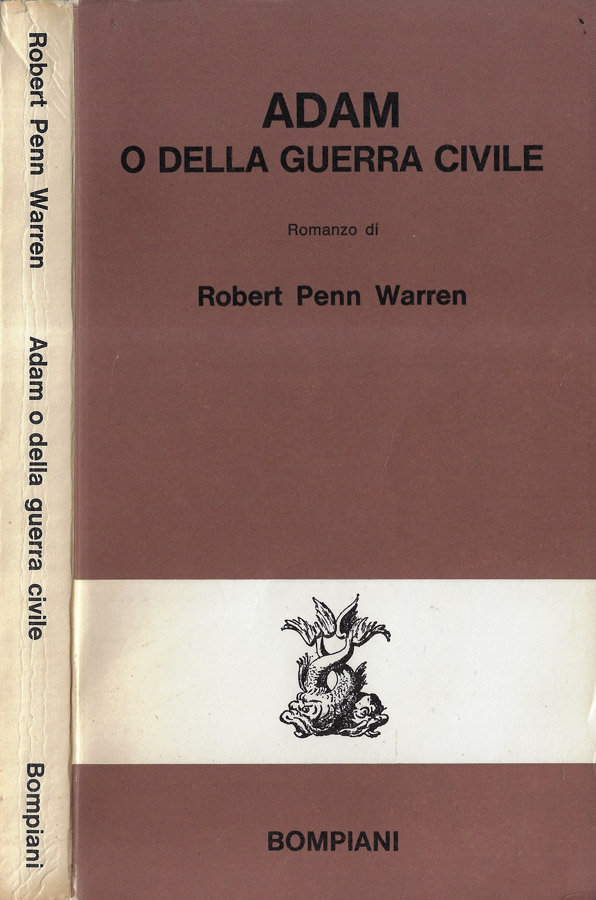 Robert Penn Warren
Adam o della guerra civile
Bompiani
ADAM
O DELLA GUERRA CIVILE
Romanzo di
Robert Penn Warren
BOMPIANI